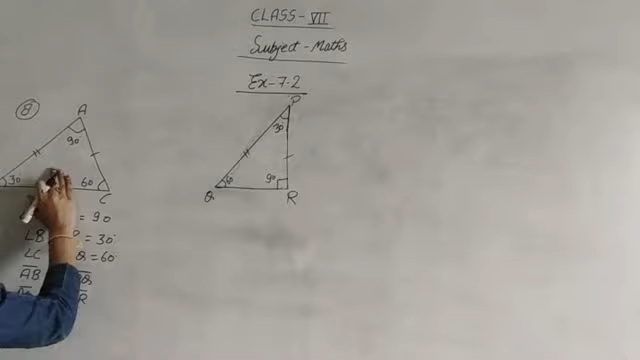 CLASS-VII
Subject-Maths
Ex-7.2
8
A
90
30
60
C
P
30
60
90
Q
R
= 90
∠B = 30°
∠C = 60°
AB